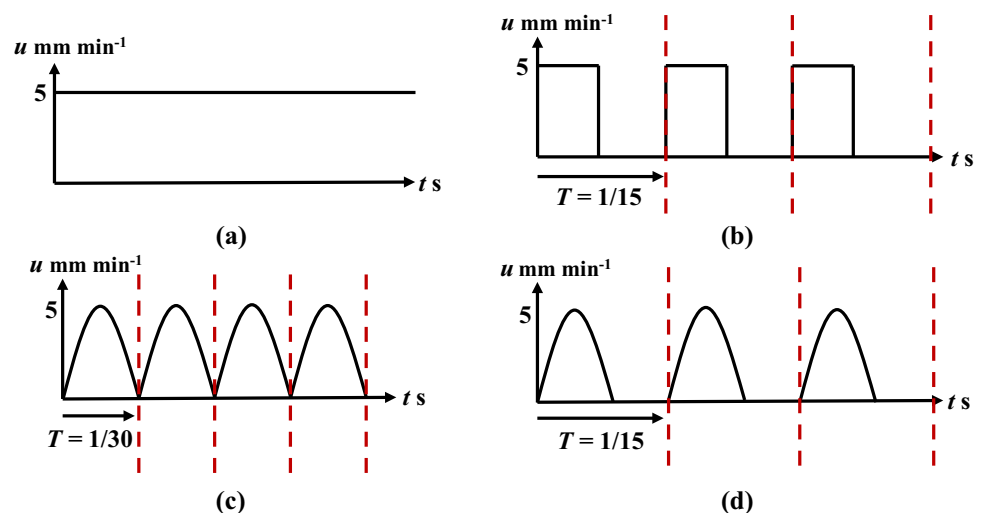 u mm min⁻¹
5
t s
(a)
u mm min⁻¹
5
t s
T = 1/15
(b)
u mm min⁻¹
5
t s
T = 1/30
(c)
u mm min⁻¹
5
t s
T = 1/15
(d)